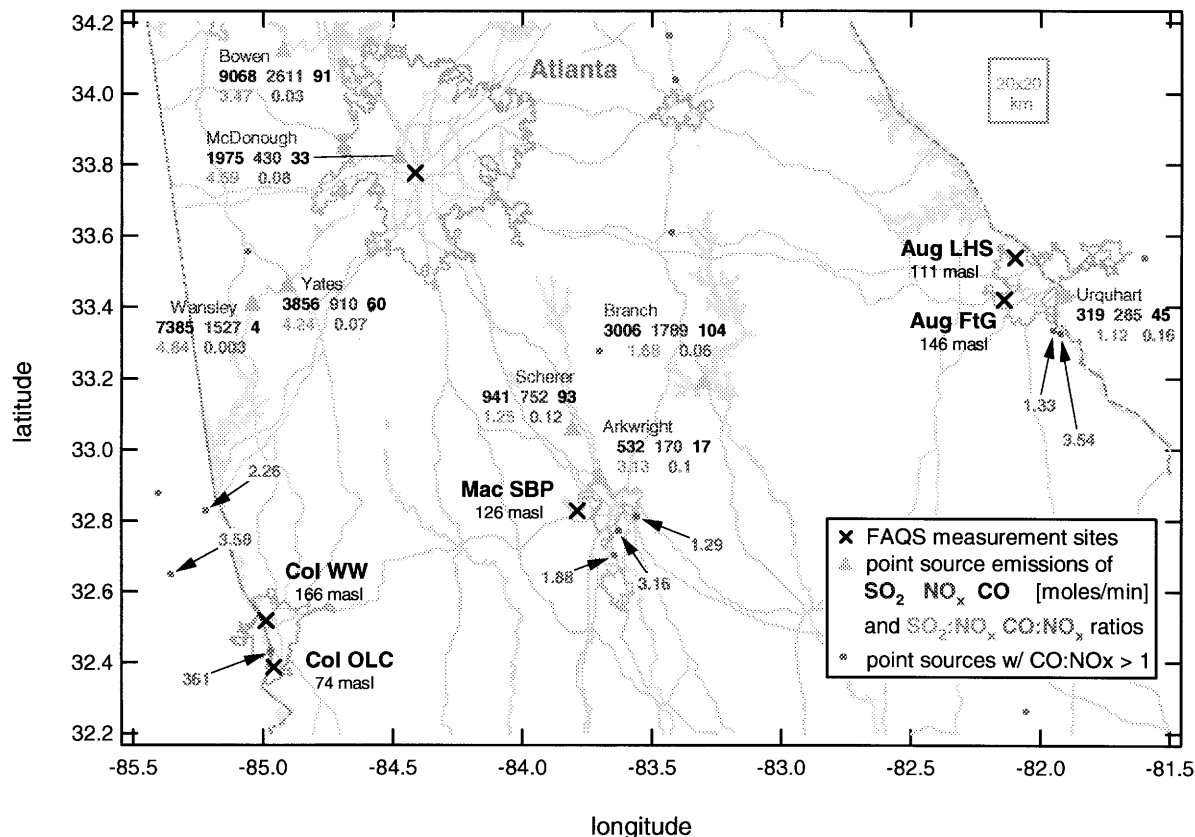 34.2
34.0
33.8
33.6
33.4
33.2
33.0
32.8
32.6
32.4
32.2
latitude
-85.5
-85.0
-84.5
-84.0
-83.5
-83.0
-82.5
-82.0
-81.5
longitude
Bowen
9068 2611 91
3.47 0.03
Atlanta
20x20
km
McDonough
1975 430 33
4.59 0.08
Aug LHS
111 masl
Aug FtG
146 masl
Urquhart
319 285 45
1.12 0.16
1.33
3.54
Yates
3856 910 60
4.24 0.07
Wansley
7385 1527 4
4.84 0.003
Branch
3006 1789 104
1.68 0.06
Scherer
941 752 93
1.25 0.12
Arkwright
532 170 17
3.13 0.1
Mac SBP
126 masl
1.29
1.88
3.16
2.26
3.58
Col WW
166 masl
Col OLC
74 masl
361
FAQS measurement sites
point source emissions of
SO2 NOx CO [moles/min]
and SO2:NOx CO:NOx ratios
point sources w/ CO:NOx > 1